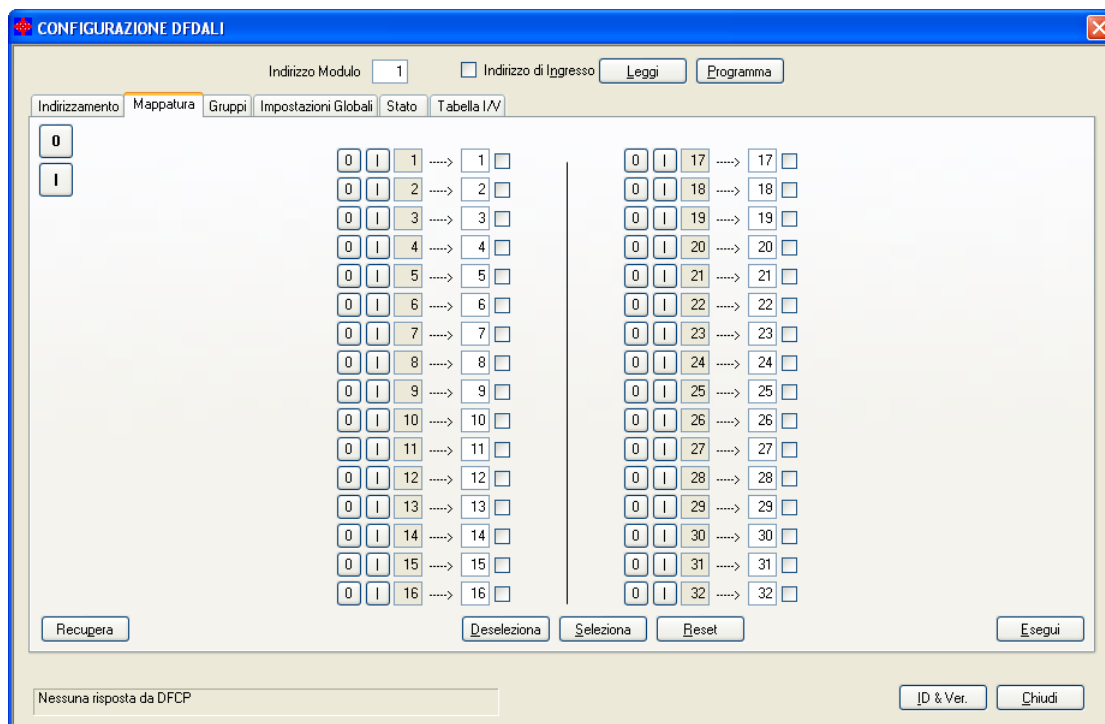 CONFIGURAZIONE DFDALI
Indirizzo Modulo 1 Indirizzo di Ingresso Leggi Programma
Indirizzamento Mappatura Gruppi Impostazioni Globali Stato Tabella I/V
0
I
0 I 1 ----> 1 0 I 17 ----> 17
0 I 2 ----> 2 0 I 18 ----> 18
0 I 3 ----> 3 0 I 19 ----> 19
0 I 4 ----> 4 0 I 20 ----> 20
0 I 5 ----> 5 0 I 21 ----> 21
0 I 6 ----> 6 0 I 22 ----> 22
0 I 7 ----> 7 0 I 23 ----> 23
0 I 8 ----> 8 0 I 24 ----> 24
0 I 9 ----> 9 0 I 25 ----> 25
0 I 10 ----> 10 0 I 26 ----> 26
0 I 11 ----> 11 0 I 27 ----> 27
0 I 12 ----> 12 0 I 28 ----> 28
0 I 13 ----> 13 0 I 29 ----> 29
0 I 14 ----> 14 0 I 30 ----> 30
0 I 15 ----> 15 0 I 31 ----> 31
0 I 16 ----> 16 0 I 32 ----> 32
Recupera Deseleziona Seleziona Reset Esegui
Nessuna risposta da DFCP ID & Ver. Chiudi